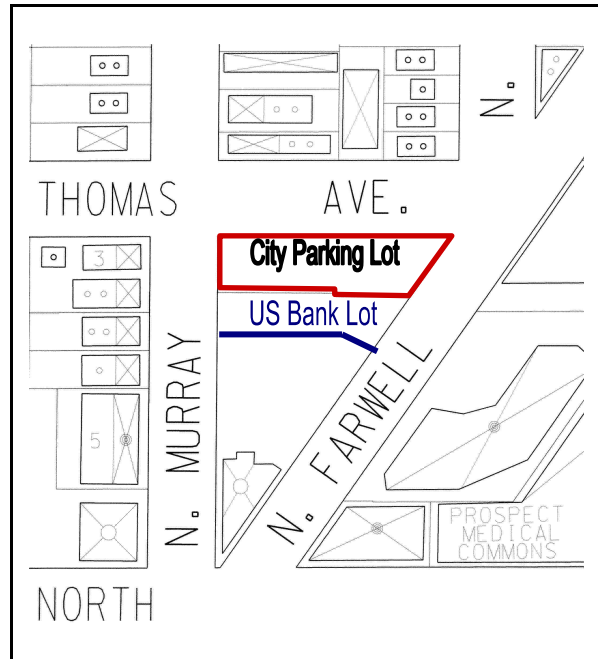 N.
THOMAS AVE.
City Parking Lot
3
US Bank Lot
N. MURRAY
N. FARWELL
5
PROSPECT
MEDICAL
COMMONS
NORTH